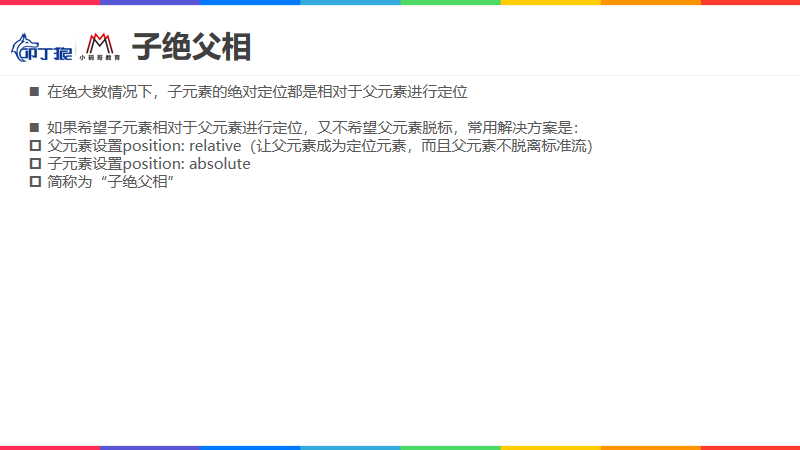 叩丁狼
小码哥教育
子绝父相
在绝大数情况下，子元素的绝对定位都是相对于父元素进行定位
如果希望子元素相对于父元素进行定位，又不希望父元素脱标，常用解决方案是：
父元素设置position: relative（让父元素成为定位元素，而且父元素不脱离标准流）
子元素设置position: absolute
简称为“子绝父相”